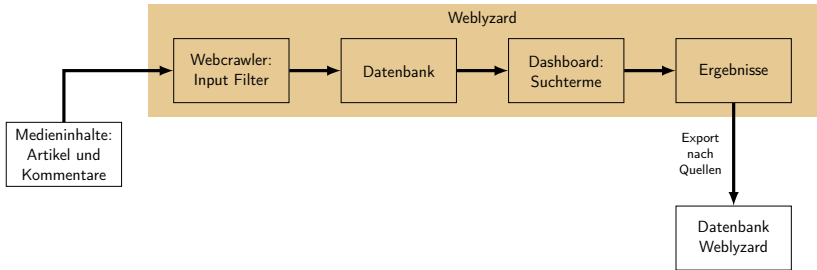 Weblyzard
Webcrawler:
Input Filter
Datenbank
Dashboard:
Suchterme
Ergebnisse
Medieninhalte:
Artikel und
Kommentare
Export
nach
Quellen
Datenbank
Weblyzard